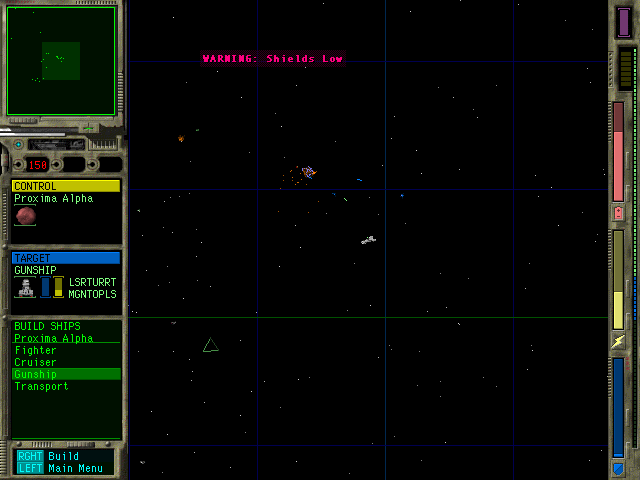 WARNING: Shields Low
150
CONTROL
Proxima Alpha
TARGET
GUNSHIP
LSRTURRT
MGNTOPLS
BUILD SHIPS
Proxima Alpha
Fighter
Cruiser
Gunship
Transport
RGHT Build
LEFT Main Menu